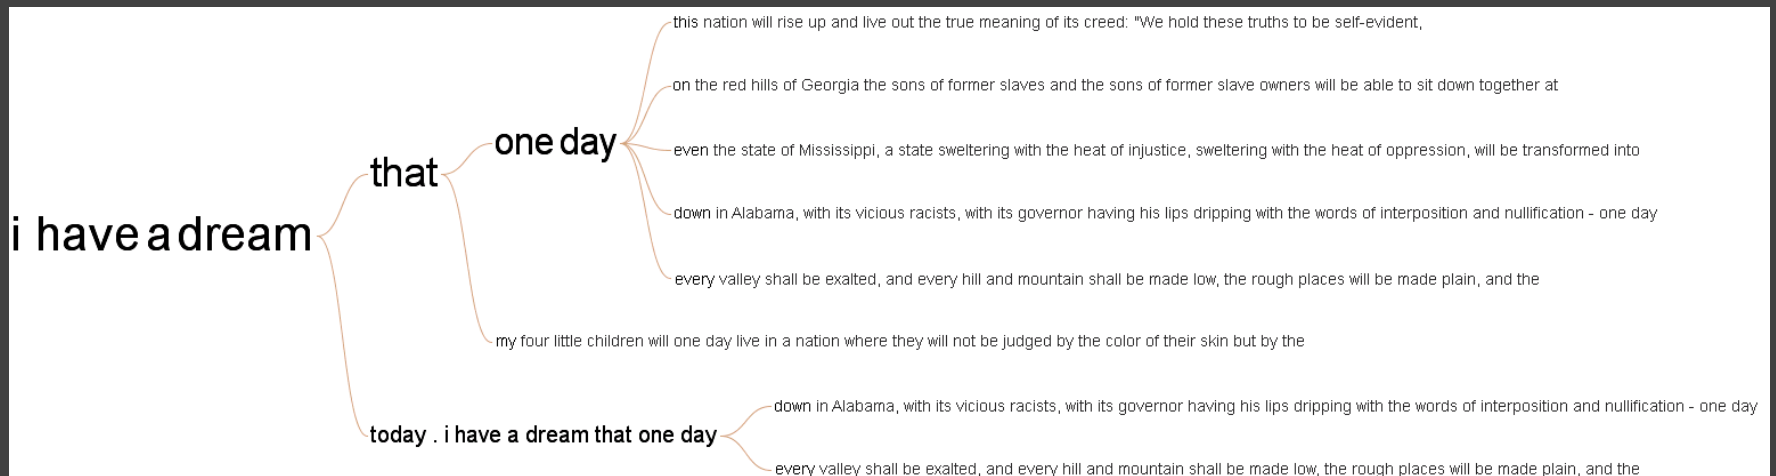 i have a dream
that
one day
this nation will rise up and live out the true meaning of its creed: "We hold these truths to be self-evident,
on the red hills of Georgia the sons of former slaves and the sons of former slave owners will be able to sit down together at
even the state of Mississippi, a state sweltering with the heat of injustice, sweltering with the heat of oppression, will be transformed into
down in Alabama, with its vicious racists, with its governor having his lips dripping with the words of interposition and nullification - one day
every valley shall be exalted, and every hill and mountain shall be made low, the rough places will be made plain, and the
my four little children will one day live in a nation where they will not be judged by the color of their skin but by the
today . i have a dream that one day
down in Alabama, with its vicious racists, with its governor having his lips dripping with the words of interposition and nullification - one day
every valley shall be exalted, and every hill and mountain shall be made low, the rough places will be made plain, and the